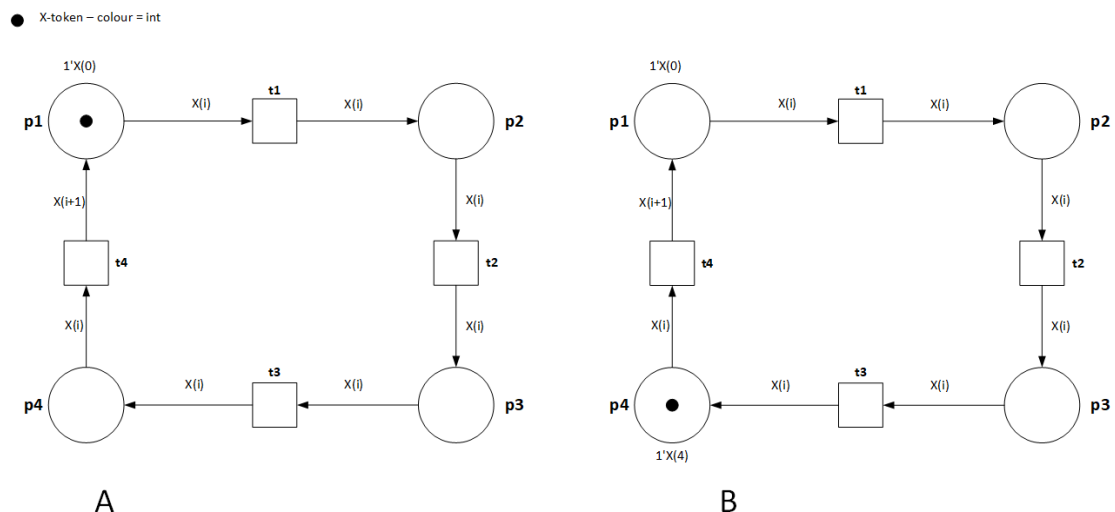 X-token – colour = int
1'X(0)
1'X(0)
t1
t1
X(i)
X(i)
X(i)
X(i)
p1
p2
p1
p2
X(i+1)
X(i)
X(i+1)
X(i)
t4
t2
t4
t2
X(i)
X(i)
X(i)
X(i)
t3
t3
X(i)
X(i)
X(i)
X(i)
p4
p3
p4
p3
1'X(4)
A
B